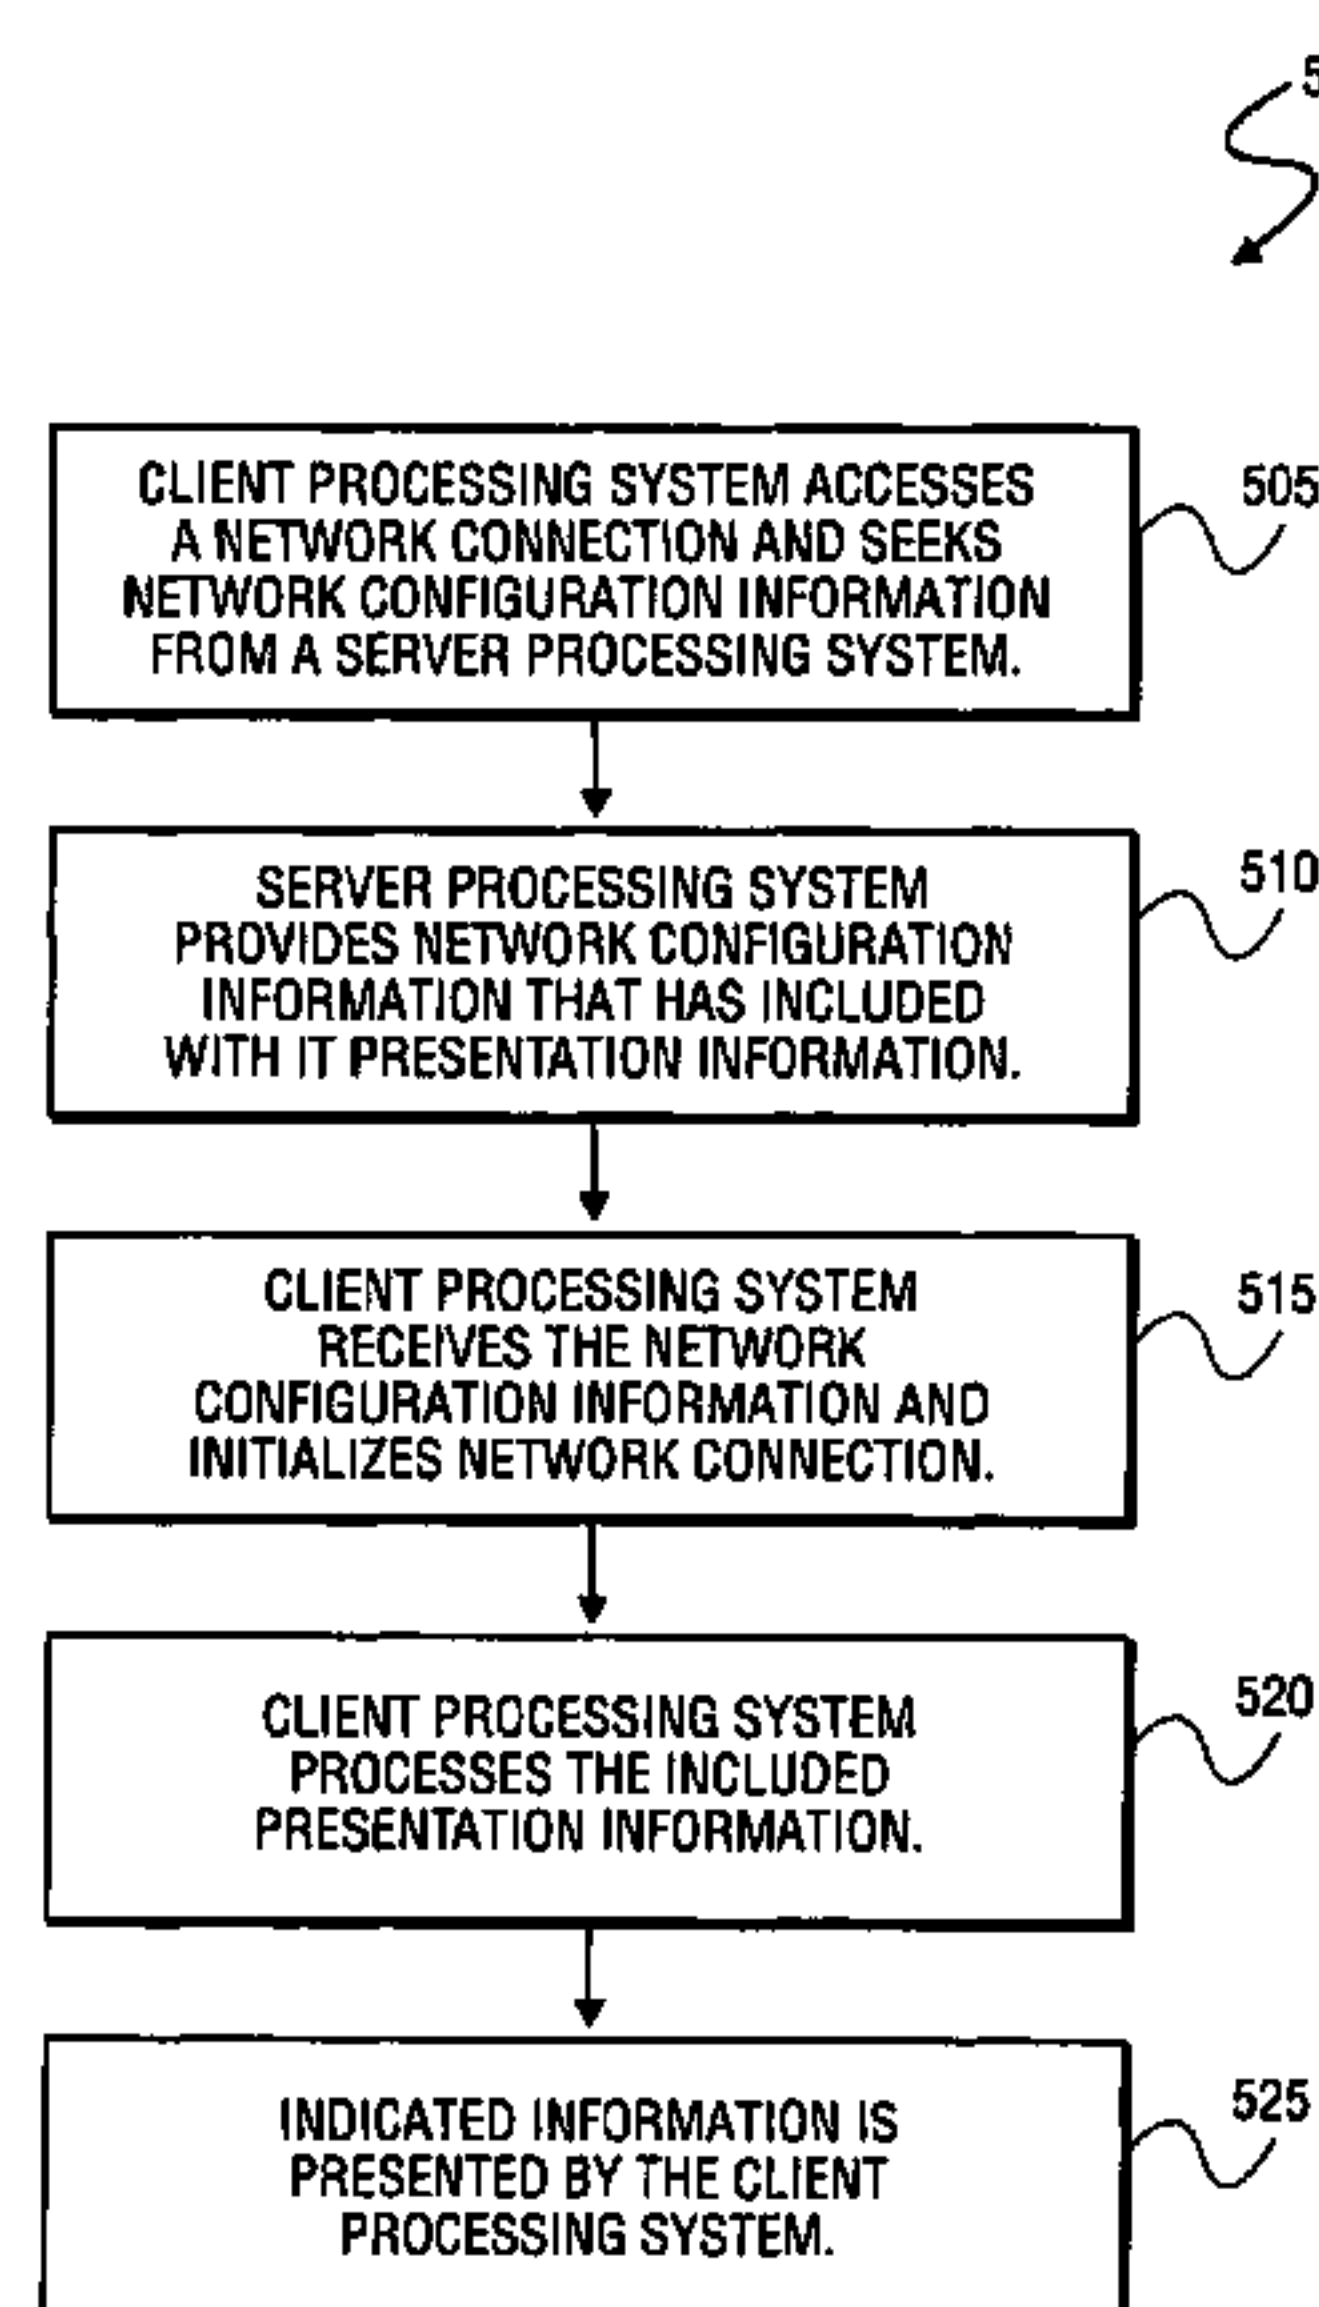 CLIENT PROCESSING SYSTEM ACCESSES
A NETWORK CONNECTION AND SEEKS
NETWORK CONFIGURATION INFORMATION
FROM A SERVER PROCESSING SYSTEM.
505
SERVER PROCESSING SYSTEM
PROVIDES NETWORK CONFIGURATION
INFORMATION THAT HAS INCLUDED
WITH IT PRESENTATION INFORMATION.
510
CLIENT PROCESSING SYSTEM
RECEIVES THE NETWORK
CONFIGURATION INFORMATION AND
INITIALIZES NETWORK CONNECTION.
515
CLIENT PROCESSING SYSTEM
PROCESSES THE INCLUDED
PRESENTATION INFORMATION.
520
INDICATED INFORMATION IS
PRESENTED BY THE CLIENT
PROCESSING SYSTEM.
525